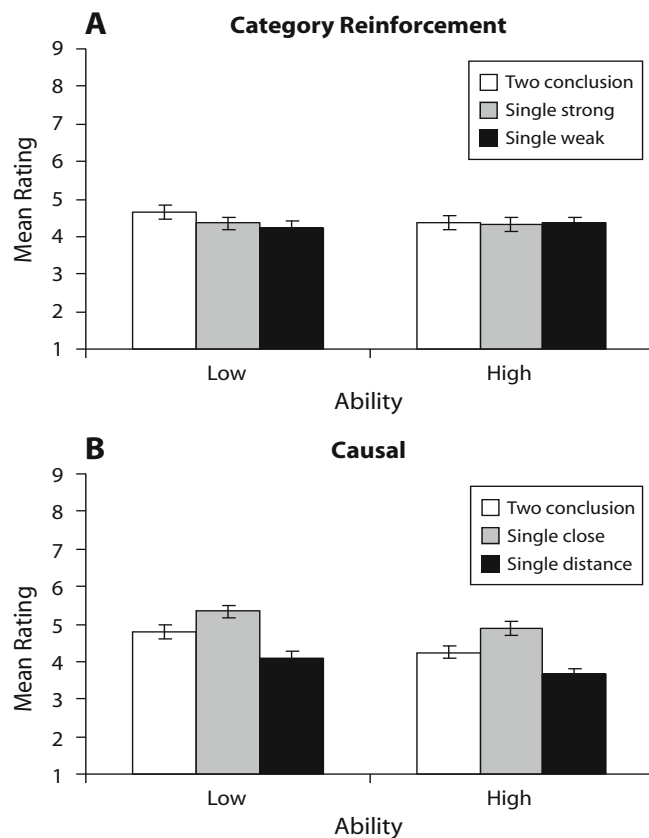 A Category Reinforcement
9
8
7
6
5
4
3
2
1
Mean Rating
Two conclusion
Single strong
Single weak
Low High
Ability
B Causal
9
8
7
6
5
4
3
2
1
Mean Rating
Two conclusion
Single close
Single distance
Low High
Ability